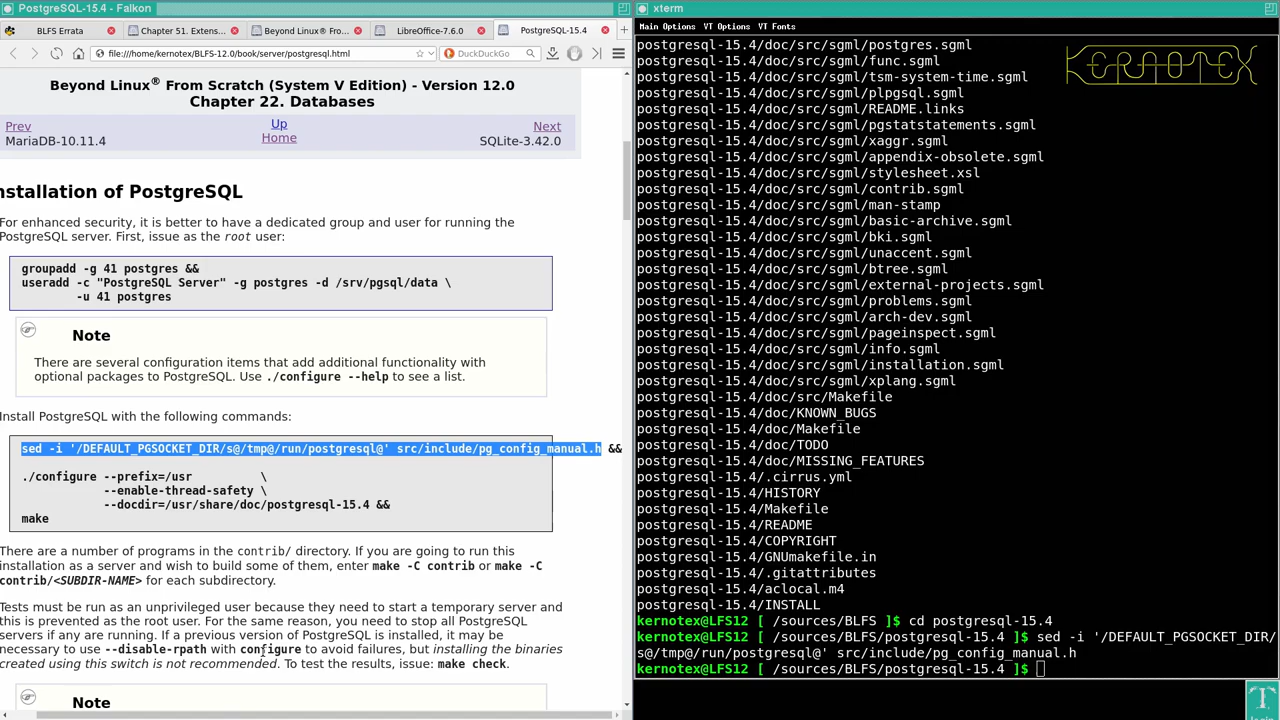 PostgreSQL-15.4 - Falkon
BLFS Errata
Chapter 51. Extens...
Beyond Linux® Fro...
LibreOffice-7.6.0
PostgreSQL-15.4
file:///home/kernotex/BLFS-12.0/book/server/postgresql.html
DuckDuckGo
Beyond Linux® From Scratch (System V Edition) - Version 12.0
Chapter 22. Databases
Prev
Up
Next
MariaDB-10.11.4
Home
SQLite-3.42.0
nstallation of PostgreSQL
For enhanced security, it is better to have a dedicated group and user for running the
PostgreSQL server. First, issue as the root user:
groupadd -g 41 postgres &&
useradd -c "PostgreSQL Server" -g postgres -d /srv/pgsql/data \
-u 41 postgres
Note
There are several configuration items that add additional functionality with
optional packages to PostgreSQL. Use ./configure --help to see a list.
Install PostgreSQL with the following commands:
sed -i '/DEFAULT_PGSOCKET_DIR/s@/tmp@/run/postgresql@' src/include/pg_config_manual.h &&
./configure --prefix=/usr \
--enable-thread-safety \
--docdir=/usr/share/doc/postgresql-15.4 &&
make
There are a number of programs in the contrib/ directory. If you are going to run this
installation as a server and wish to build some of them, enter make -C contrib or make -C
contrib/<SUBDIR-NAME> for each subdirectory.
Tests must be run as an unprivileged user because they need to start a temporary server and
this is prevented as the root user. For the same reason, you need to stop all PostgreSQL
servers if any are running. If a previous version of PostgreSQL is installed, it may be
necessary to use --disable-rpath with configure to avoid failures, but installing the binaries
created using this switch is not recommended. To test the results, issue: make check.
Note
xterm
Main Options VT Options VT Fonts
KERNOTEX
postgresql-15.4/doc/src/sgml/postgres.sgml
postgresql-15.4/doc/src/sgml/func.sgml
postgresql-15.4/doc/src/sgml/tsm-system-time.sgml
postgresql-15.4/doc/src/sgml/plpgsql.sgml
postgresql-15.4/doc/src/sgml/README.links
postgresql-15.4/doc/src/sgml/pgstatstatements.sgml
postgresql-15.4/doc/src/sgml/xaggr.sgml
postgresql-15.4/doc/src/sgml/appendix-obsolete.sgml
postgresql-15.4/doc/src/sgml/stylesheet.xsl
postgresql-15.4/doc/src/sgml/contrib.sgml
postgresql-15.4/doc/src/sgml/man-stamp
postgresql-15.4/doc/src/sgml/basic-archive.sgml
postgresql-15.4/doc/src/sgml/bki.sgml
postgresql-15.4/doc/src/sgml/unaccent.sgml
postgresql-15.4/doc/src/sgml/btree.sgml
postgresql-15.4/doc/src/sgml/external-projects.sgml
postgresql-15.4/doc/src/sgml/problems.sgml
postgresql-15.4/doc/src/sgml/arch-dev.sgml
postgresql-15.4/doc/src/sgml/pageinspect.sgml
postgresql-15.4/doc/src/sgml/info.sgml
postgresql-15.4/doc/src/sgml/installation.sgml
postgresql-15.4/doc/src/sgml/xplang.sgml
postgresql-15.4/doc/src/Makefile
postgresql-15.4/doc/KNOWN_BUGS
postgresql-15.4/doc/Makefile
postgresql-15.4/doc/TODO
postgresql-15.4/doc/MISSING_FEATURES
postgresql-15.4/.cirrus.yml
postgresql-15.4/HISTORY
postgresql-15.4/Makefile
postgresql-15.4/README
postgresql-15.4/COPYRIGHT
postgresql-15.4/GNUmakefile.in
postgresql-15.4/.gitattributes
postgresql-15.4/aclocal.m4
postgresql-15.4/INSTALL
kernotex@LFS12 [ /sources/BLFS ]$ cd postgresql-15.4
kernotex@LFS12 [ /sources/BLFS/postgresql-15.4 ]$ sed -i '/DEFAULT_PGSOCKET_DIR/
s@/tmp@/run/postgresql@' src/include/pg_config_manual.h
kernotex@LFS12 [ /sources/BLFS/postgresql-15.4 ]$